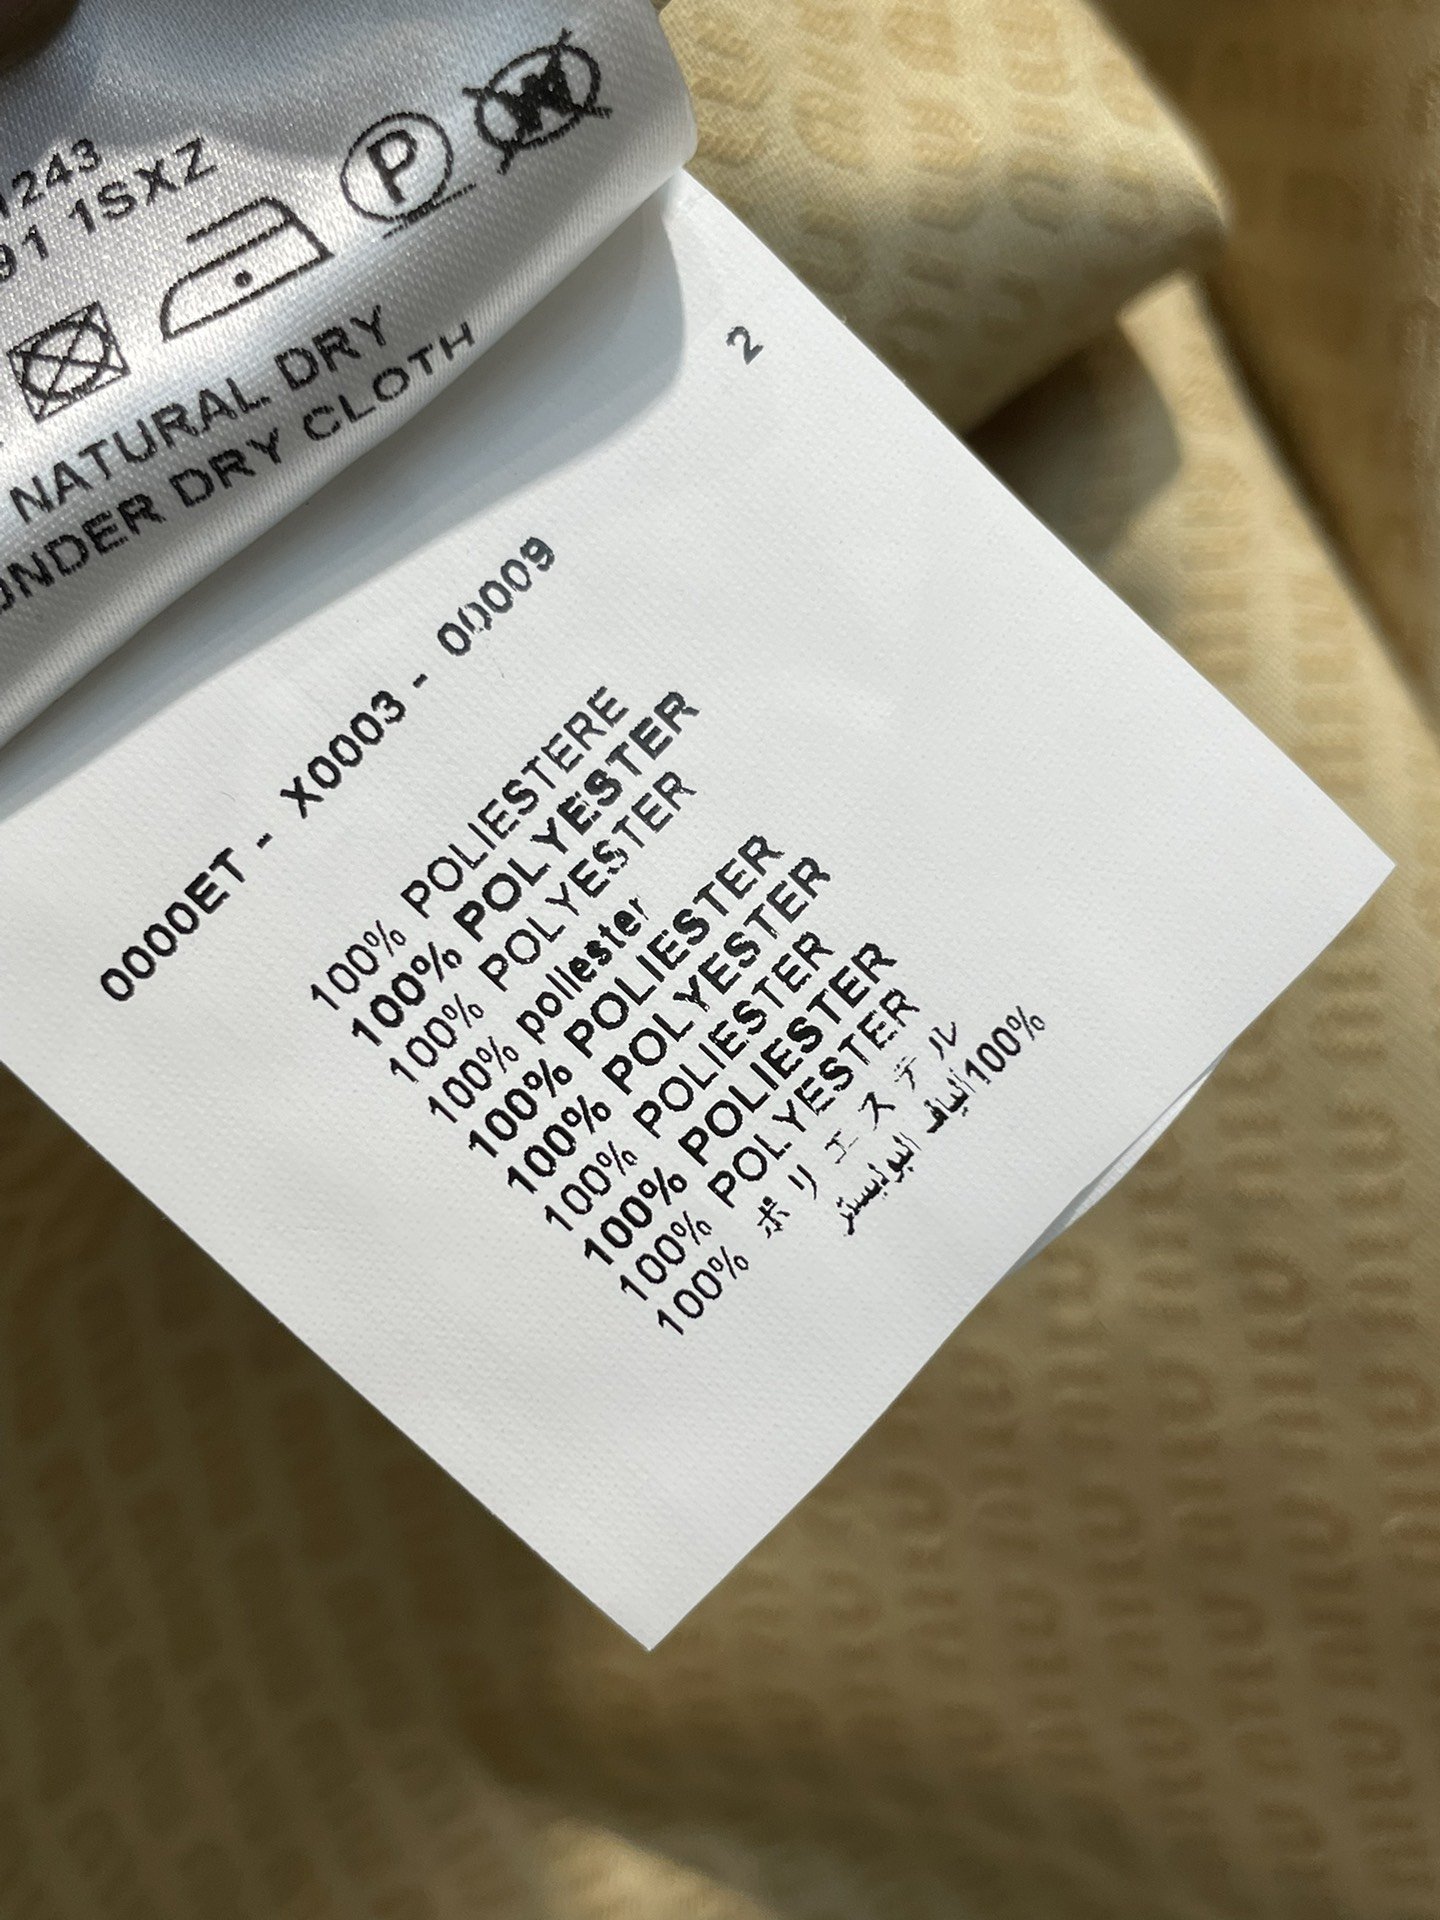 1243
91 1SXZ
P
W
NATURAL DRY
DRY CLOTH
2
0000ET - X0003 - 00009
100% POLIESTERE
100% POLYESTER
100% POLYESTER
100% poliester
100% POLIESTER
100% POLYESTER
100% POLIESTER
100% POLIESTER
100% POLYESTER
100% ポリエステル
100% ألياف البوليستر